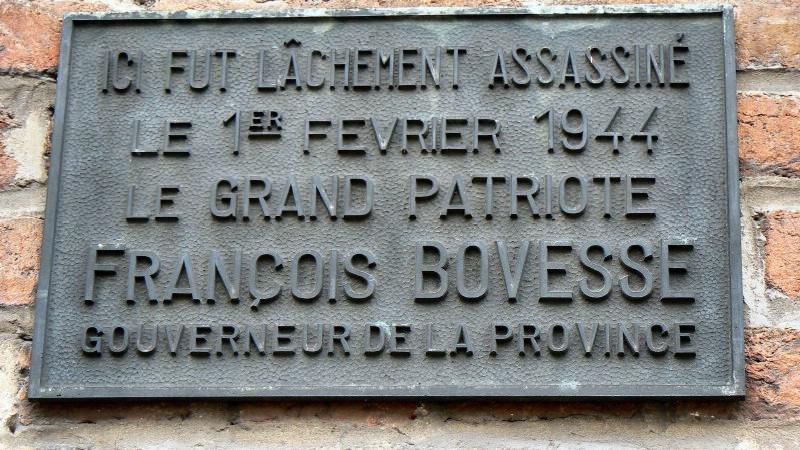 ICI FUT LÂCHEMENT ASSASSINÉ
LE 1ER FEVRIER 1944
LE GRAND PATRIOTE
FRANÇOIS BOVESSE
GOUVERNEUR DE LA PROVINCE